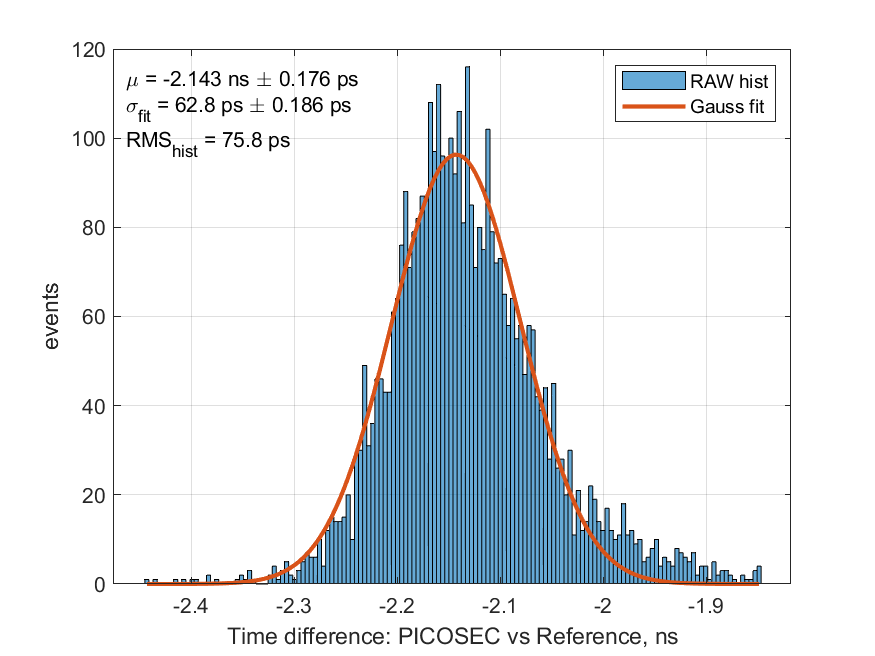 120
100
80
60
40
20
0
events
μ = -2.143 ns ± 0.176 ps
σfit = 62.8 ps ± 0.186 ps
RMShist = 75.8 ps
RAW hist
Gauss fit
-2.4 -2.3 -2.2 -2.1 -2 -1.9
Time difference: PICOSEC vs Reference, ns